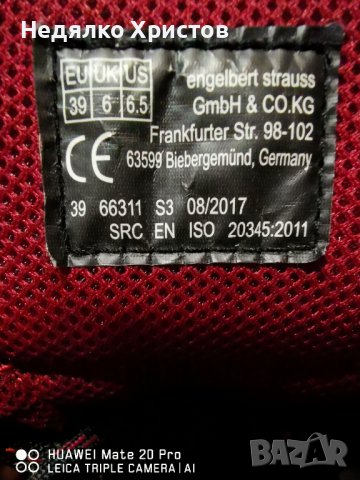 Недялко Христов
EU UK US
39 6 6.5
engelbert strauss
GmbH & CO.KG
Frankfurter Str. 98-102
63599 Biebergemünd, Germany
CE
39 66311 S3 08/2017
SRC EN ISO 20345:2011
HUAWEI Mate 20 Pro
LEICA TRIPLE CAMERA | AI
BAZAR